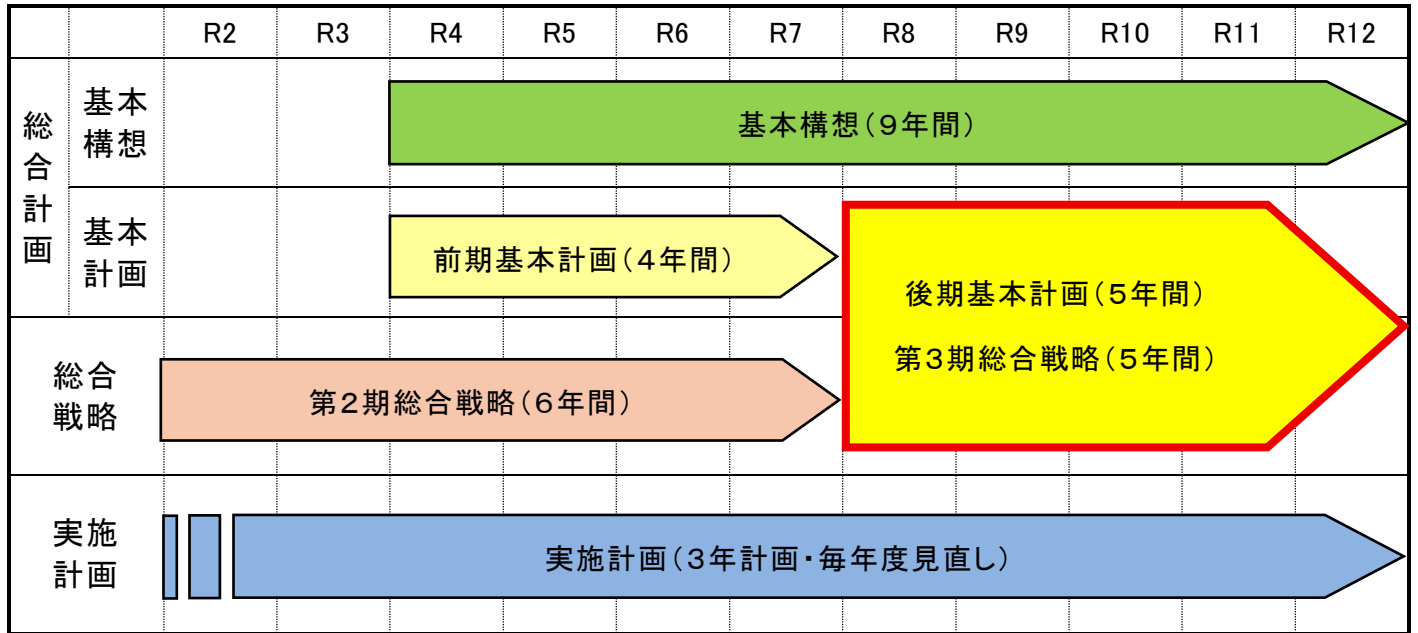 R2 R3 R4 R5 R6 R7 R8 R9 R10 R11 R12
総合計画
基本
構想
基本構想(9年間)
基本
計画
前期基本計画(4年間)
後期基本計画(5年間)
第3期総合戦略(5年間)
総合
戦略
第2期総合戦略(6年間)
実施
計画
実施計画(3年計画・毎年度見直し)